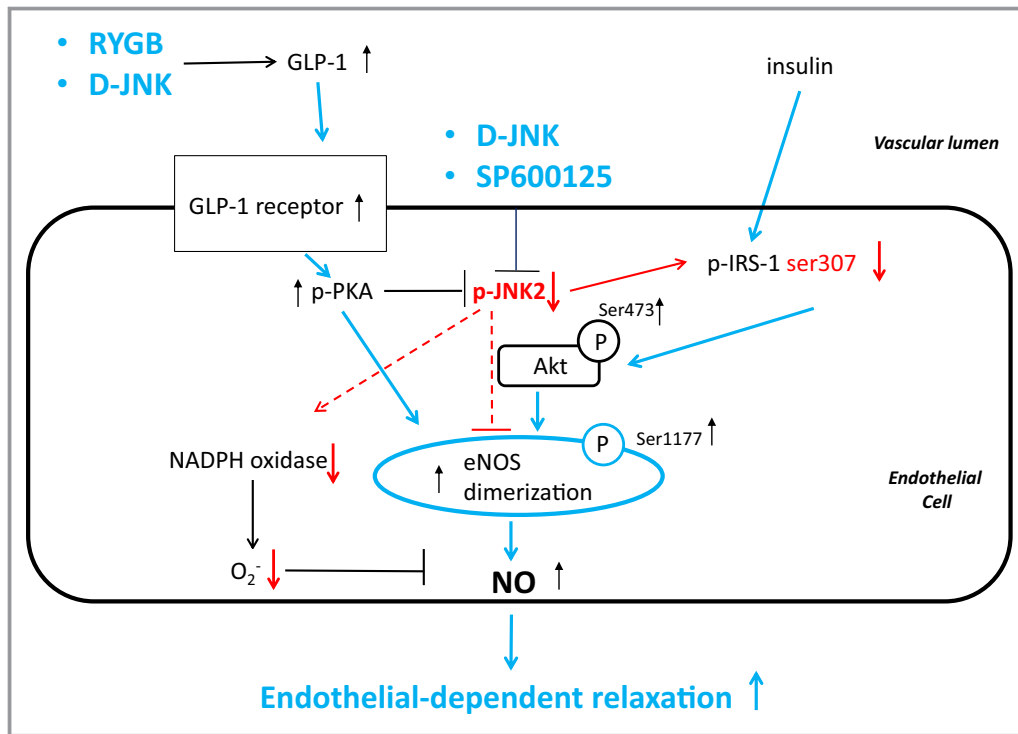 • RYGB
• D-JNK
GLP-1 ↑
insulin
• D-JNK
• SP600125
Vascular lumen
GLP-1 receptor ↑
↑ p-PKA
p-JNK2 ↓
p-IRS-1 ser307 ↓
Ser473 ↑
P
Akt
P
Ser1177 ↑
NADPH oxidase ↓
↑ eNOS
dimerization
Endothelial
Cell
O₂⁻ ↓
NO ↑
Endothelial-dependent relaxation ↑